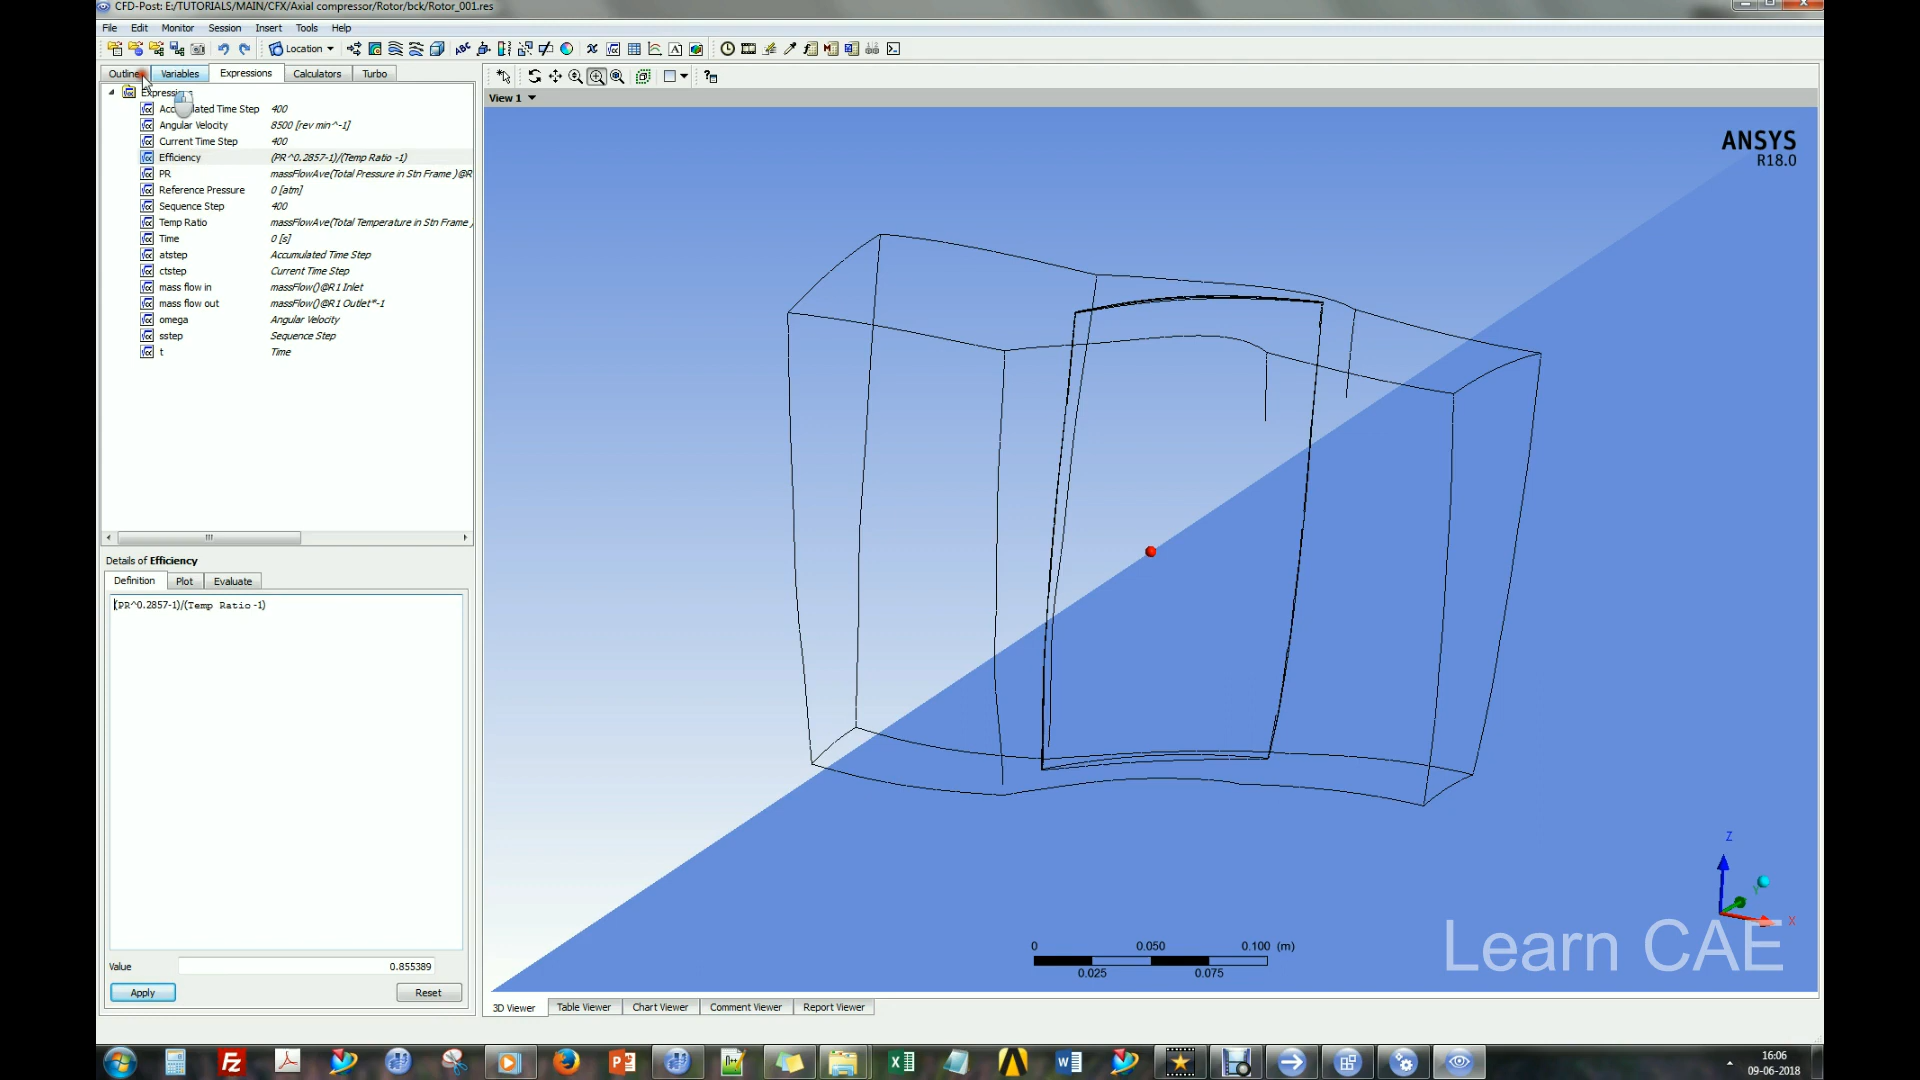 CFD-Post: E:/TUTORIALS/MAIN/CFX/Axial compressor/Rotor/bck/Rotor_001.res
File Edit Monitor Session Insert Tools Help
Location
Outline Variables Expressions Calculators Turbo
View 1
Expressions
Accumulated Time Step 400
Angular Velocity 8500 [rev min^-1]
Current Time Step 400
Efficiency (PR^0.2857-1)/(Temp Ratio -1)
PR massFlowAve(Total Pressure in Stn Frame )@R
Reference Pressure 0 [atm]
Sequence Step 400
Temp Ratio massFlowAve(Total Temperature in Stn Frame )
Time 0 [s]
atstep Accumulated Time Step
ctstep Current Time Step
mass flow in massFlow()@R1 Inlet
mass flow out massFlow()@R1 Outlet*-1
omega Angular Velocity
sstep Sequence Step
t Time
Details of Efficiency
Definition Plot Evaluate
(PR^0.2857-1)/(Temp Ratio -1)
Value 0.855389
Apply Reset
ANSYS
R18.0
0 0.050 0.100 (m)
0.025 0.075
Z
Y
X
Learn CAE
3D Viewer Table Viewer Chart Viewer Comment Viewer Report Viewer
16:06
09-06-2018